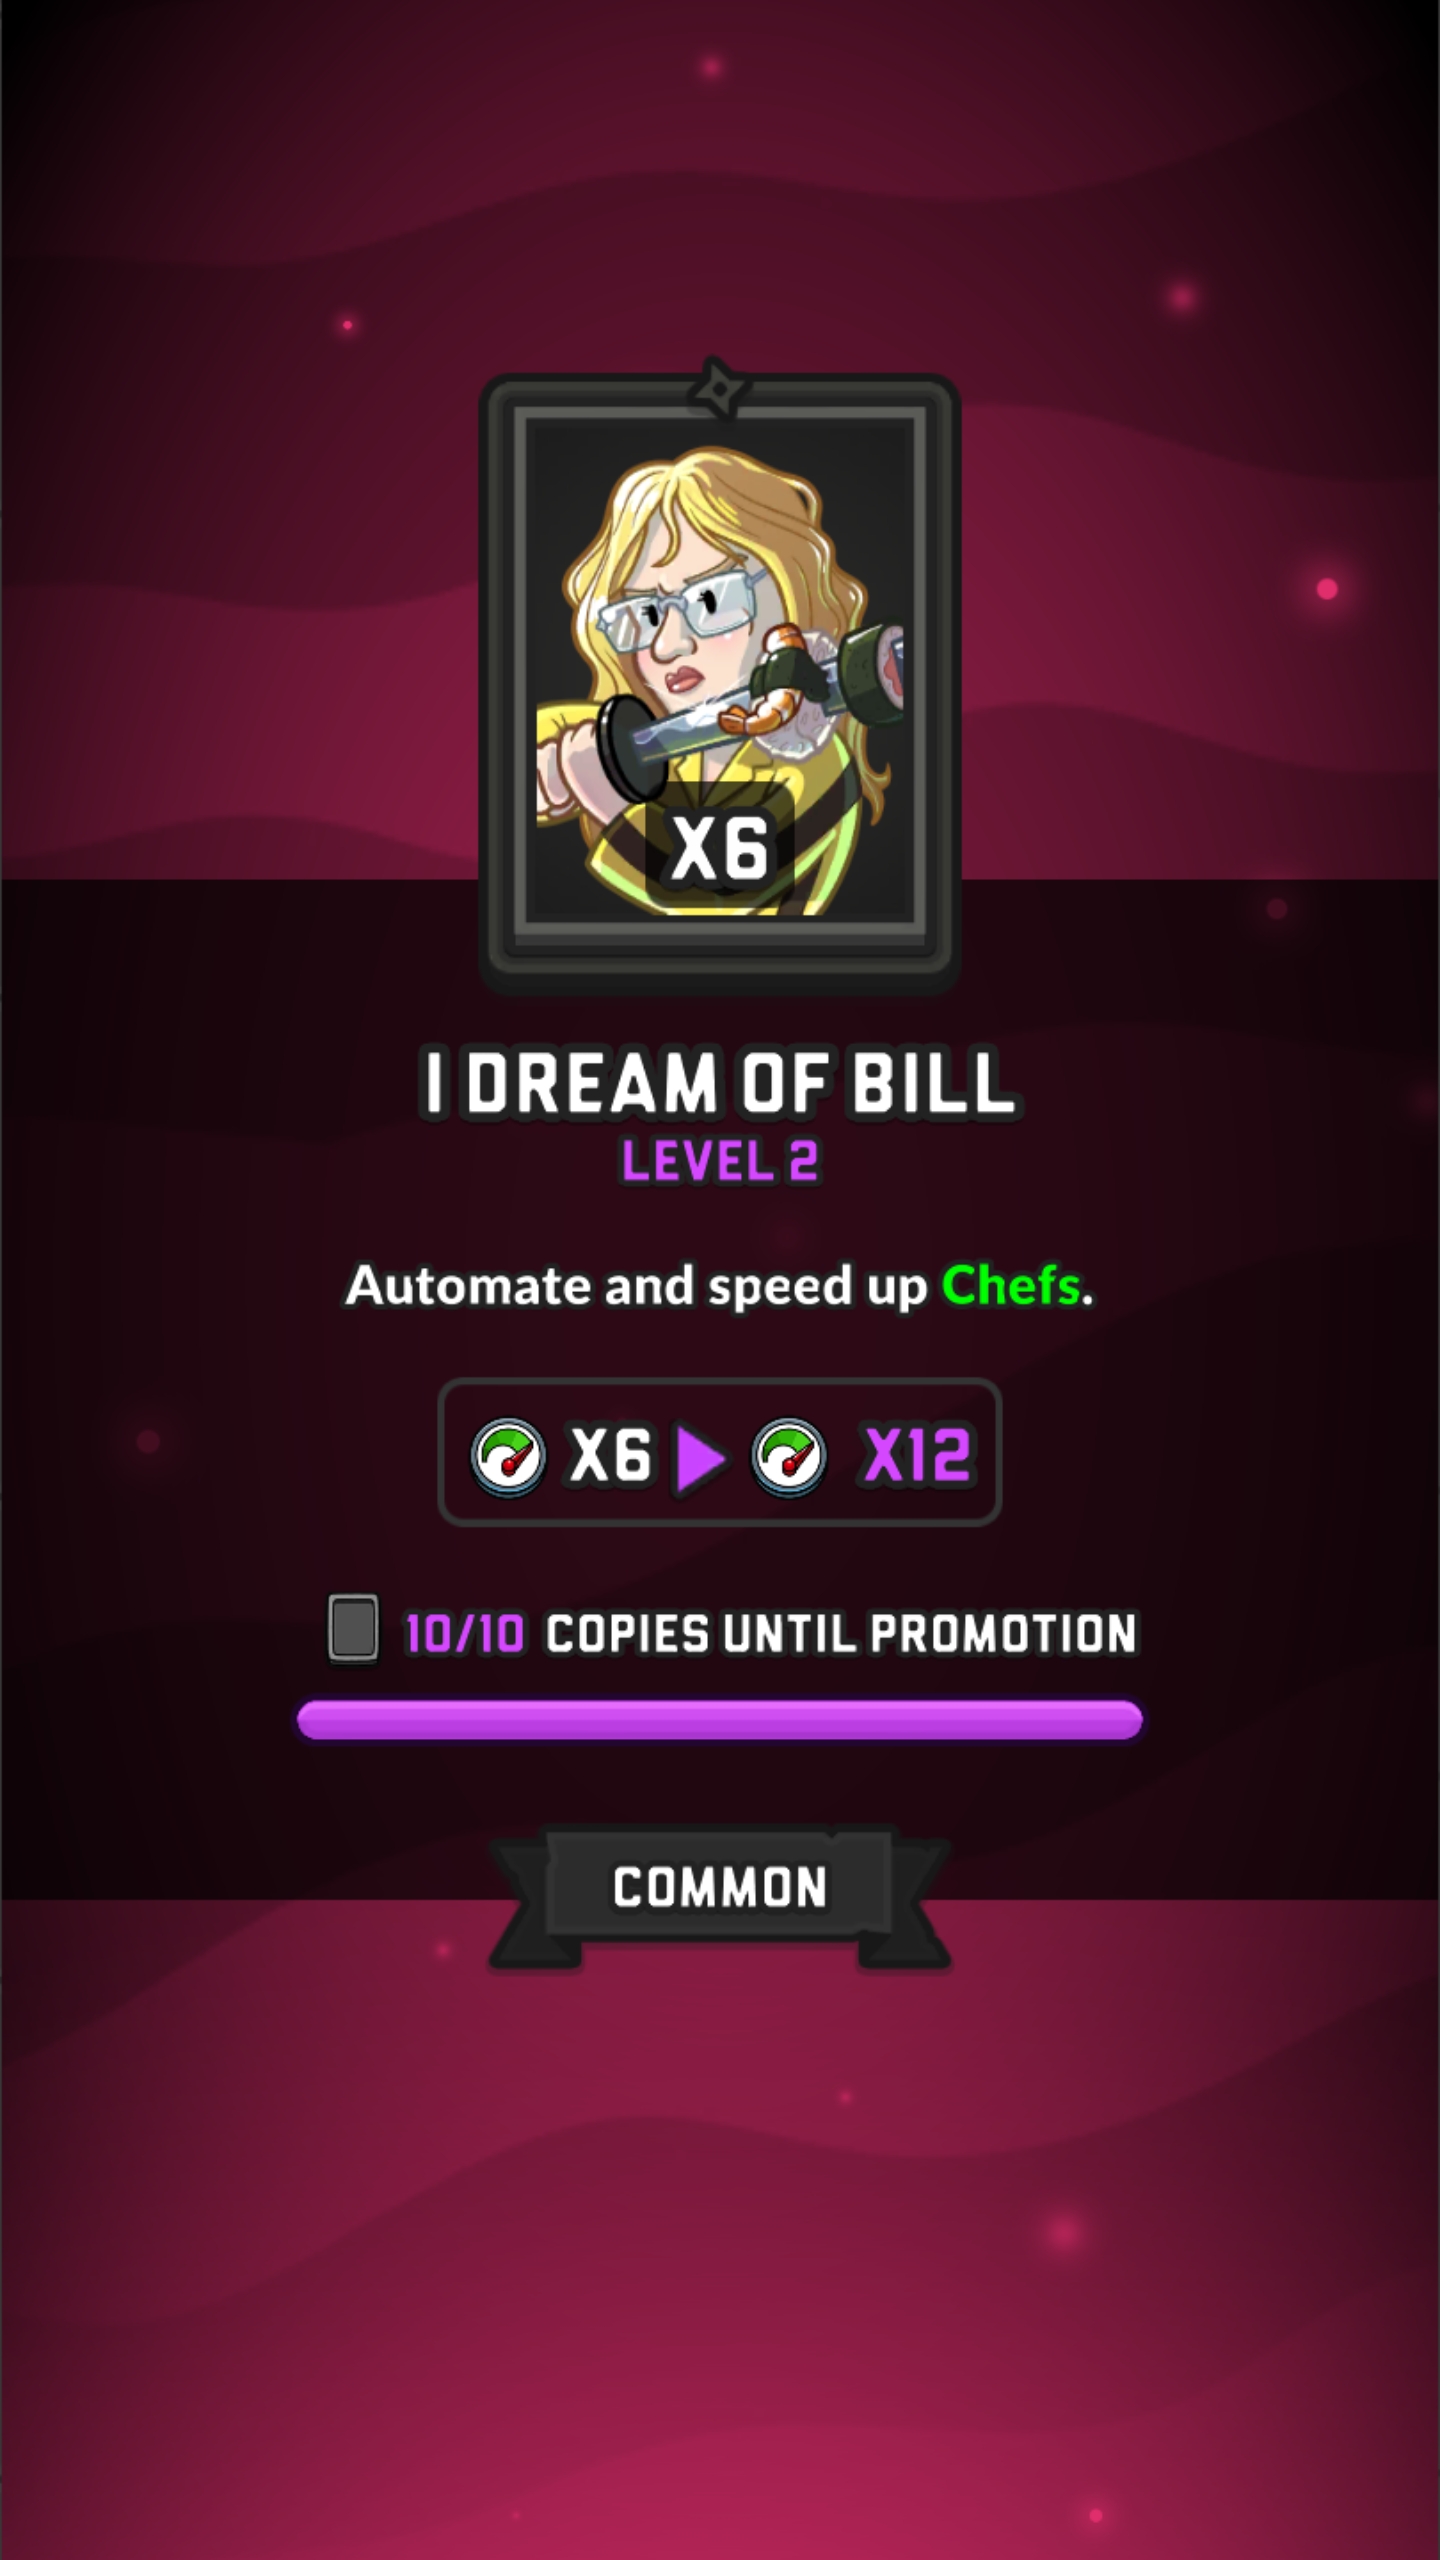 X6
I DREAM OF BILL
LEVEL 2
Automate and speed up Chefs.
X6 X12
10/10 COPIES UNTIL PROMOTION
COMMON